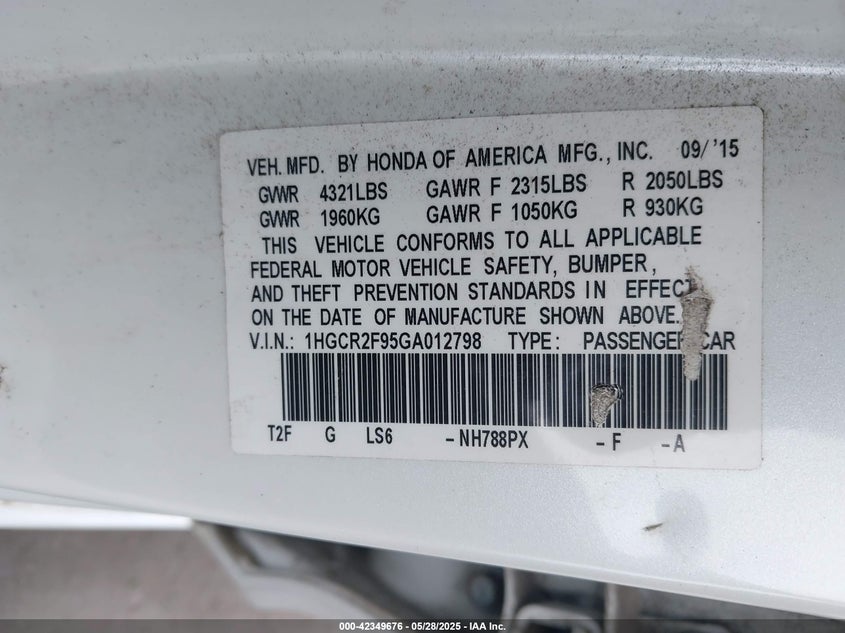 VEH. MFD. BY HONDA OF AMERICA MFG., INC. 09/ '15
GVWR 4321LBS GAWR F 2315LBS R 2050LBS
GVWR 1960KG GAWR F 1050KG R 930KG
THIS VEHICLE CONFORMS TO ALL APPLICABLE
FEDERAL MOTOR VEHICLE SAFETY, BUMPER,
AND THEFT PREVENTION STANDARDS IN EFFECT
ON THE DATE OF MANUFACTURE SHOWN ABOVE.
V.I.N.: 1HGCR2F95GA012798 TYPE: PASSENGER CAR
T2F G LS6 - NH788PX - F - A
000-42349676 - 05/28/2025 - IAA Inc.